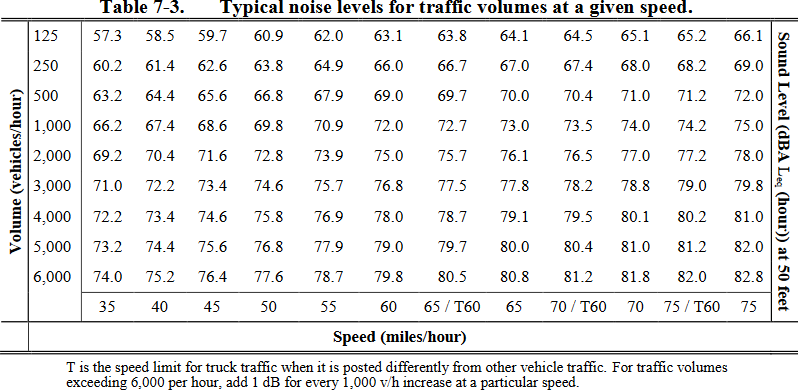 Table 7-3. Typical noise levels for traffic volumes at a given speed.
Volume (vehicles/hour)
125 57.3 58.5 59.7 60.9 62.0 63.1 63.8 64.1 64.5 65.1 65.2 66.1
250 60.2 61.4 62.6 63.8 64.9 66.0 66.7 67.0 67.4 68.0 68.2 69.0
500 63.2 64.4 65.6 66.8 67.9 69.0 69.7 70.0 70.4 71.0 71.2 72.0
1,000 66.2 67.4 68.6 69.8 70.9 72.0 72.7 73.0 73.5 74.0 74.2 75.0
2,000 69.2 70.4 71.6 72.8 73.9 75.0 75.7 76.1 76.5 77.0 77.2 78.0
3,000 71.0 72.2 73.4 74.6 75.7 76.8 77.5 77.8 78.2 78.8 79.0 79.8
4,000 72.2 73.4 74.6 75.8 76.9 78.0 78.7 79.1 79.5 80.1 80.2 81.0
5,000 73.2 74.4 75.6 76.8 77.9 79.0 79.7 80.0 80.4 81.0 81.2 82.0
6,000 74.0 75.2 76.4 77.6 78.7 79.8 80.5 80.8 81.2 81.8 82.0 82.8
35 40 45 50 55 60 65 / T60 65 70 / T60 70 75 / T60 75
Sound Level (dBA Leq (hour)) at 50 feet
Speed (miles/hour)
T is the speed limit for truck traffic when it is posted differently from other vehicle traffic. For traffic volumes
exceeding 6,000 per hour, add 1 dB for every 1,000 v/h increase at a particular speed.